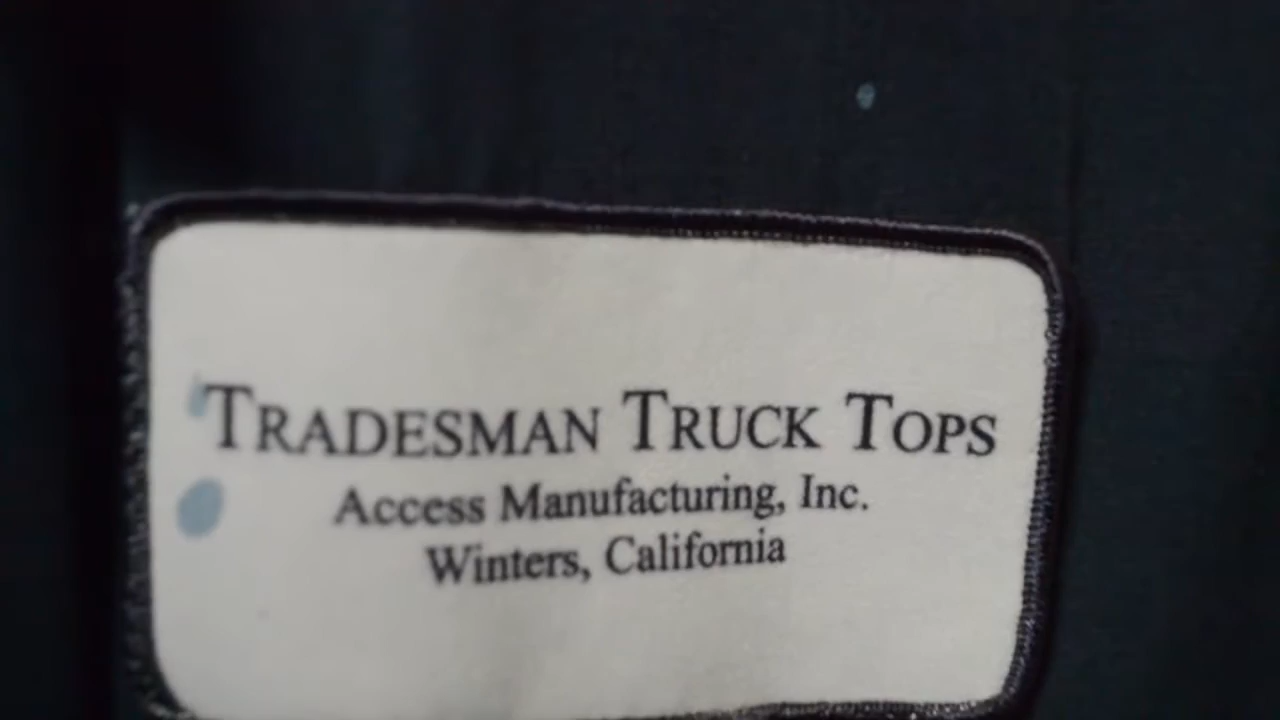 TRADESMAN TRUCK TOPS
Access Manufacturing, Inc.
Winters, California